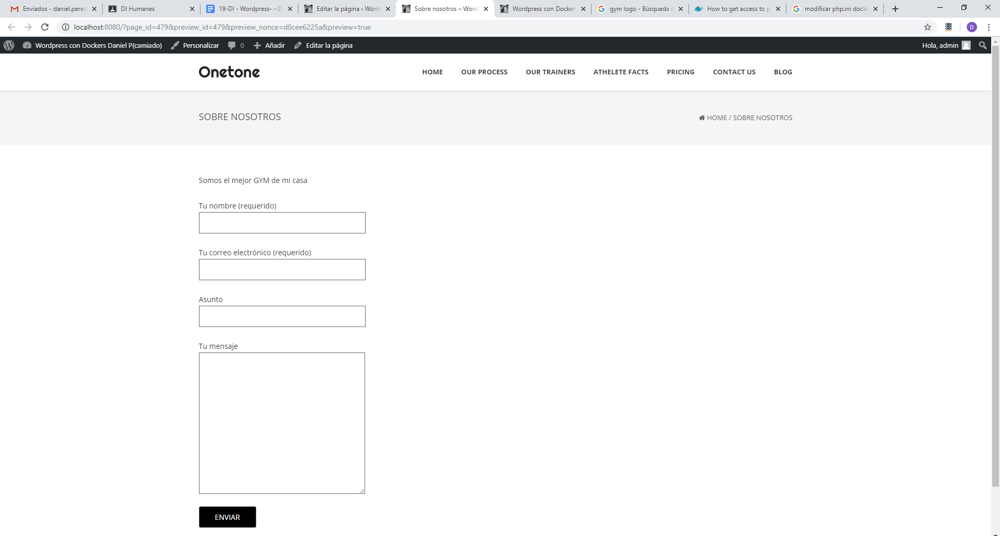 Enviados - daniel.perez
DI Humanes
19-DI - Wordpress- - D
Editar la página ‹ Word
Sobre nosotros – Word
Wordpress con Dockers
gym logo - Búsqueda d
How to get access to p
modificar php.ini docke
localhost:8080/?page_id=479&preview_id=479&preview_nonce=d0cee6225a&preview=true
D
Wordpress con Dockers Daniel P(camiado)
Personalizar
0
Añadir
Editar la página
Hola, admin
Onetone
HOME
OUR PROCESS
OUR TRAINERS
ATHELETE FACTS
PRICING
CONTACT US
BLOG
SOBRE NOSOTROS
HOME / SOBRE NOSOTROS
Somos el mejor GYM de mi casa
Tu nombre (requerido)
Tu correo electrónico (requerido)
Asunto
Tu mensaje
ENVIAR